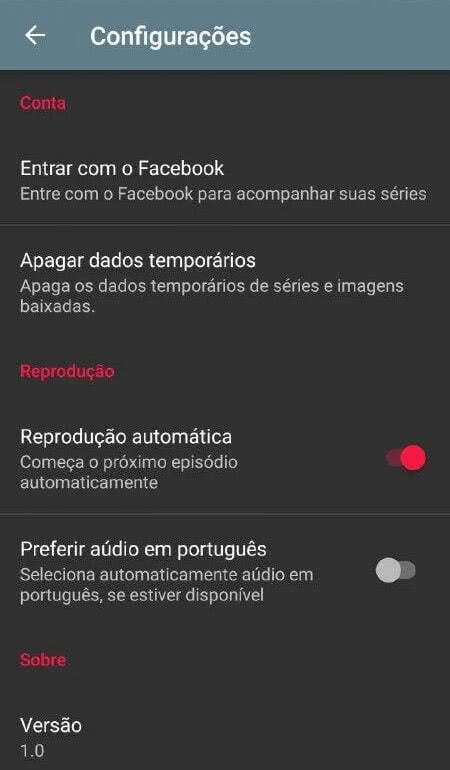 Configurações
Conta
Entrar com o Facebook
Entre com o Facebook para acompanhar suas séries
Apagar dados temporários
Apaga os dados temporários de séries e imagens
baixadas.
Reprodução
Reprodução automática
Começa o próximo episódio
automaticamente
Preferir aúdio em português
Seleciona automaticamente aúdio em
português, se estiver disponível
Sobre
Versão
1.0